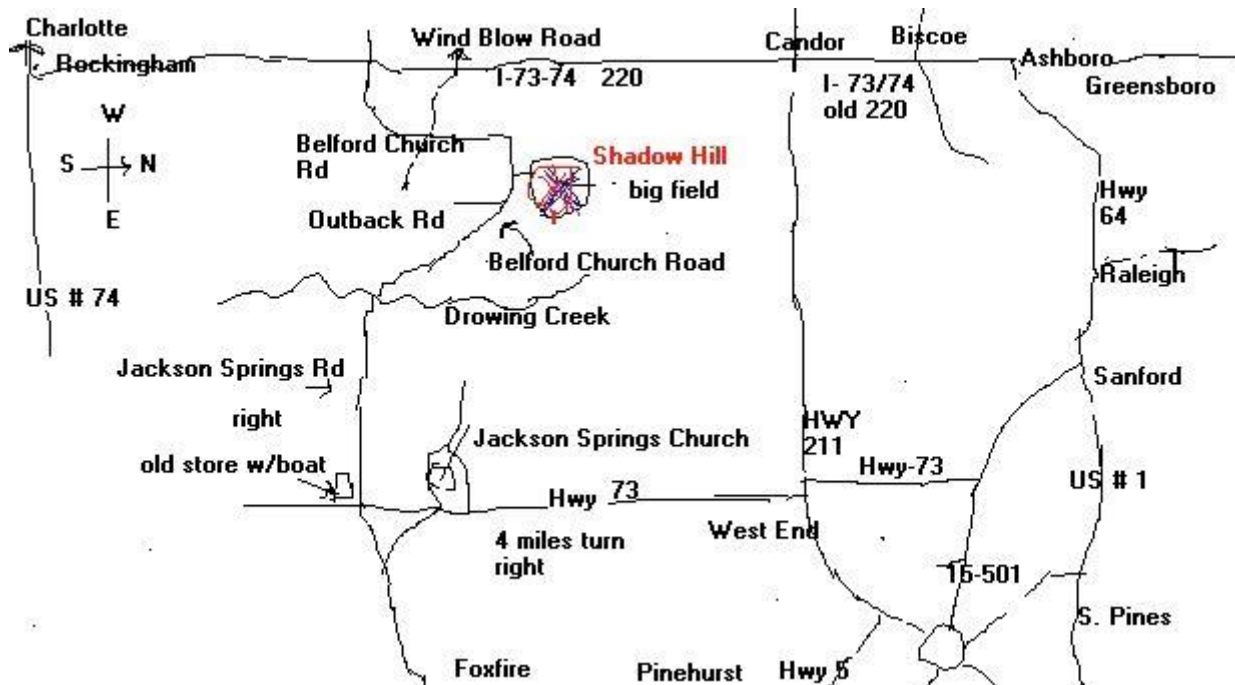 Charlotte
Rockingham
Wind Blow Road
I-73-74 220
Candor
Biscoe
Ashboro
Greensboro
I- 73/74
old 220
W
S N
E
Belford Church
Rd
Shadow Hill
big field
Hwy
64
Outback Rd
Belford Church Road
Raleigh
US # 74
Drowing Creek
Jackson Springs Rd
right
Sanford
Jackson Springs Church
HWY
211
old store w/boat
Hwy-73
US # 1
Hwy 73
West End
4 miles turn
right
15-501
S. Pines
Foxfire
Pinehurst
Hwy 5